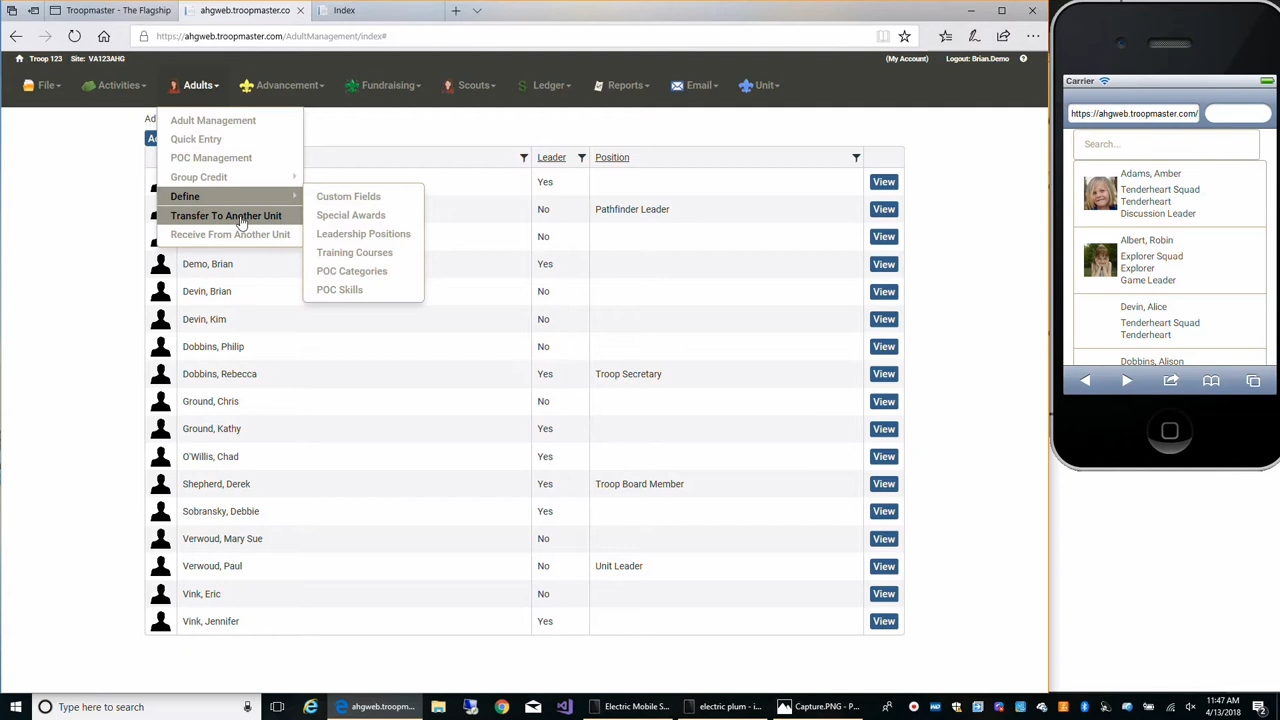 Troopmaster - The Flagship
ahgweb.troopmaster.co
Index
https://ahgweb.troopmaster.com/AdultManagement/index#
Troop 123 Site: VA123AHG
(My Account) Logout: Brian.Demo
File Activities Adults Advancement Fundraising Scouts Ledger Reports Email Unit
Adult Management
Quick Entry
POC Management
Group Credit
Define
Transfer To Another Unit
Receive From Another Unit
Custom Fields
Special Awards
Leadership Positions
Training Courses
POC Categories
POC Skills
Leader Position
Yes View
No Pathfinder Leader View
No View
Demo, Brian Yes View
Devin, Brian No View
Devin, Kim No View
Dobbins, Philip No View
Dobbins, Rebecca Yes Troop Secretary View
Ground, Chris No View
Ground, Kathy Yes View
O'Willis, Chad Yes View
Shepherd, Derek Yes Troop Board Member View
Sobransky, Debbie Yes View
Verwoud, Mary Sue No View
Verwoud, Paul No Unit Leader View
Vink, Eric No View
Vink, Jennifer Yes View
Carrier
https://ahgweb.troopmaster.com/
Search...
Adams, Amber
Tenderheart Squad
Tenderheart
Discussion Leader
Albert, Robin
Explorer Squad
Explorer
Game Leader
Devin, Alice
Tenderheart Squad
Tenderheart
Dobbins, Alison
Type here to search
ahgweb.troopm...
Electric Mobile S...
electric plum - i...
Capture.PNG - P...
11:47 AM
4/13/2018